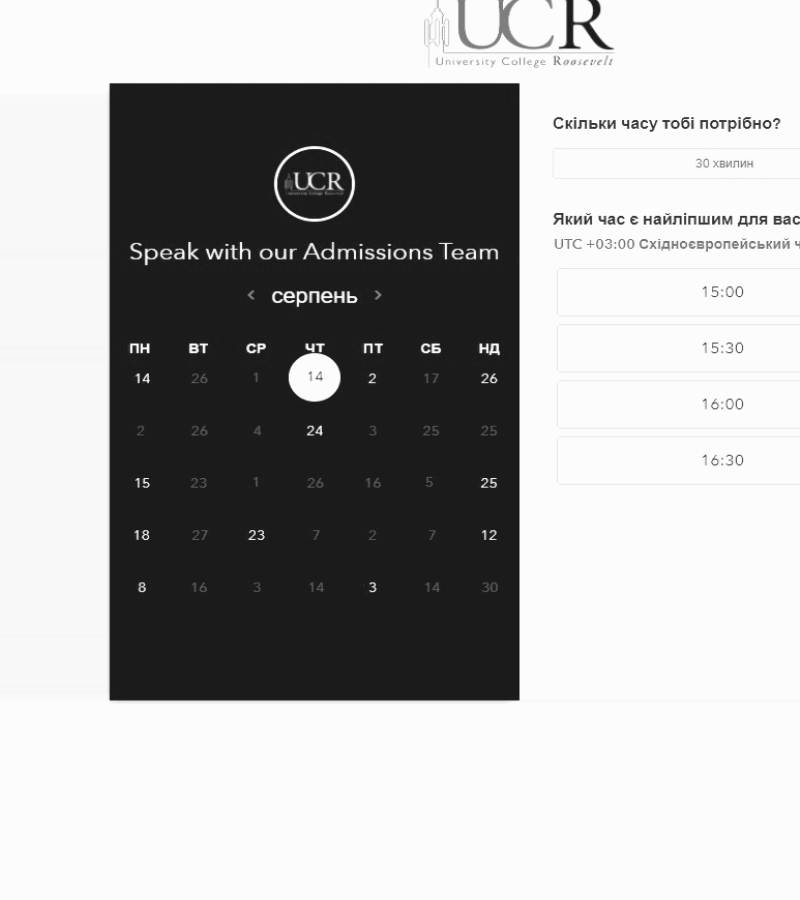 UCR
University College Roosevelt
UCR
University College Roosevelt
Speak with our Admissions Team
серпень
ПН ВТ СР ЧТ ПТ СБ НД
14 26 1 14 2 17 26
2 26 4 24 3 25 25
15 23 1 26 16 5 25
18 27 23 7 2 7 12
8 16 3 14 3 14 30
Скільки часу тобі потрібно?
30 хвилин
Який час є найліпшим для вас
UTC +03:00 Східноєвропейський ч
15:00
15:30
16:00
16:30